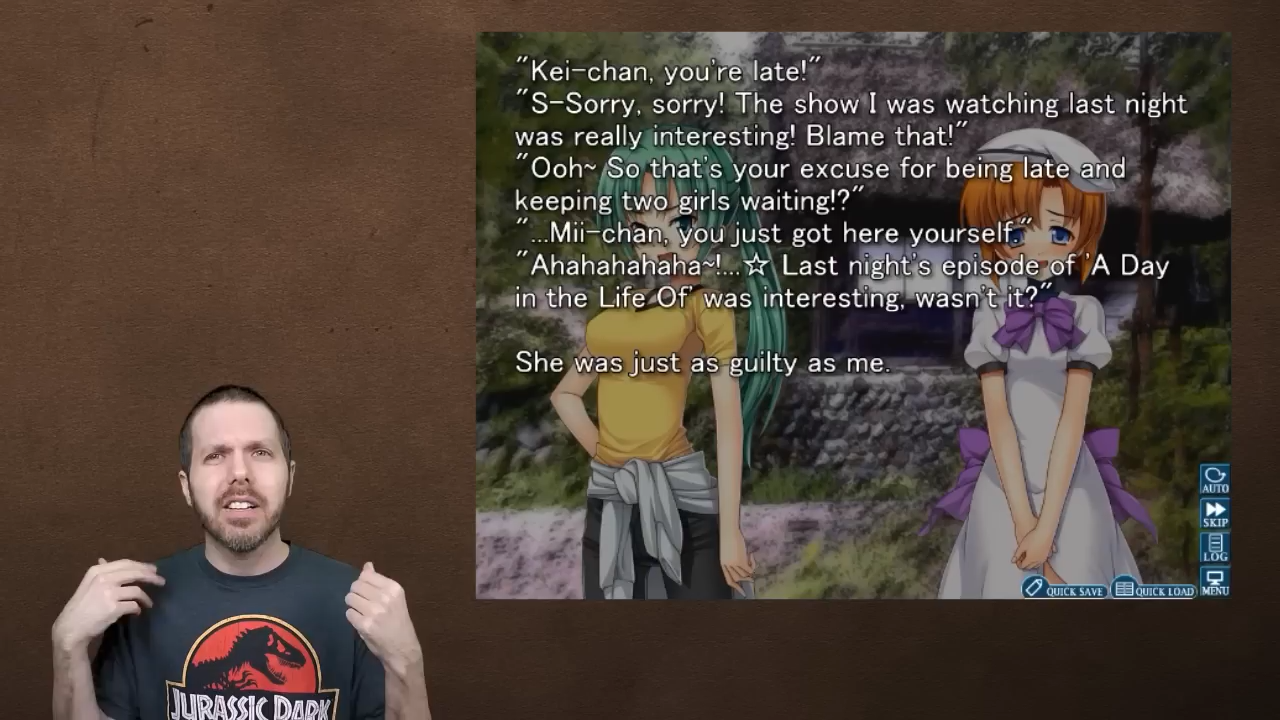 "Kei-chan, you're late!"
"S-Sorry, sorry! The show I was watching last night
was really interesting! Blame that!"
"Ooh~ So that's your excuse for being late and
keeping two girls waiting!?"
"...Mii-chan, you just got here yourself."
"Ahahahahaha~!...☆ Last night's episode of 'A Day
in the Life Of' was interesting, wasn't it?"
She was just as guilty as me.
AUTO
SKIP
LOG
MENU
QUICK SAVE
QUICK LOAD
JURASSIC PARK